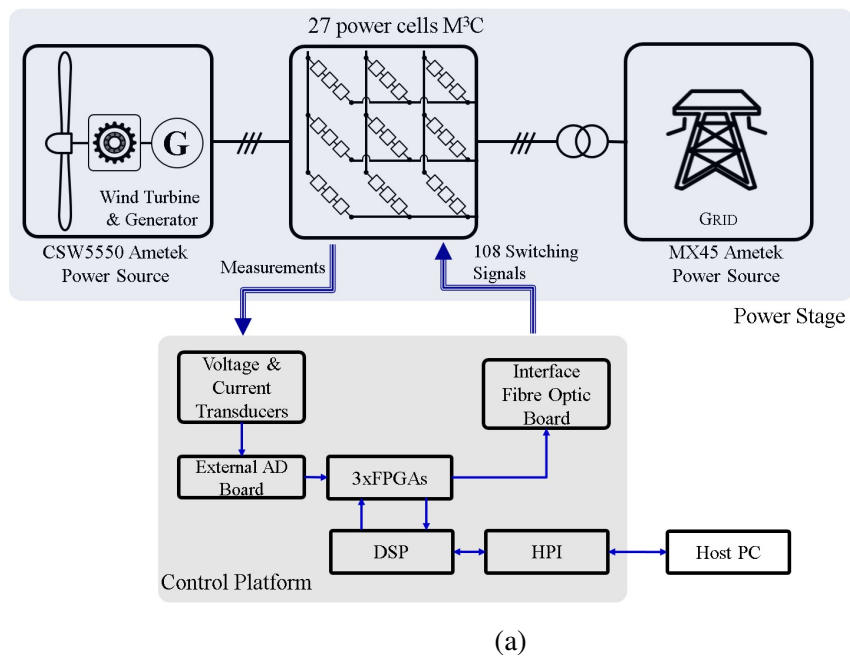 27 power cells M³C
G
Wind Turbine
& Generator
GRID
CSW5550 Ametek
Power Source
MX45 Ametek
Power Source
Measurements
108 Switching
Signals
Power Stage
Voltage &
Current
Transducers
Interface
Fibre Optic
Board
External AD
Board
3xFPGAs
DSP
HPI
Host PC
Control Platform
(a)